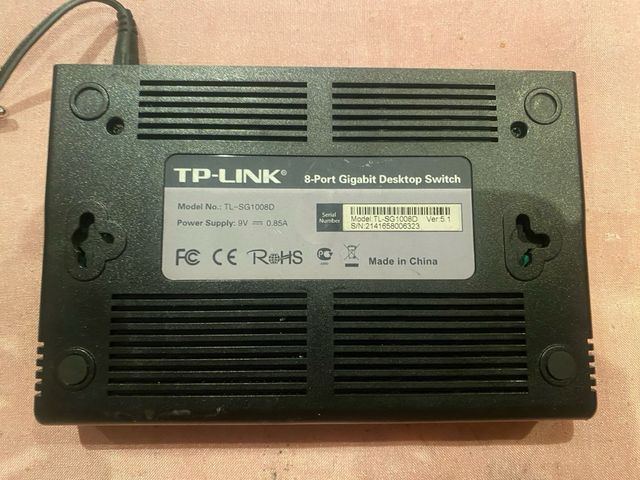 TP-LINK® 8-Port Gigabit Desktop Switch
Model No.: TL-SG1008D
Power Supply: 9V ⎓ 0.85A
Serial Number
Model:TL-SG1008D Ver:5.1
S/N:2141658006323
FC CE RoHS Made in China